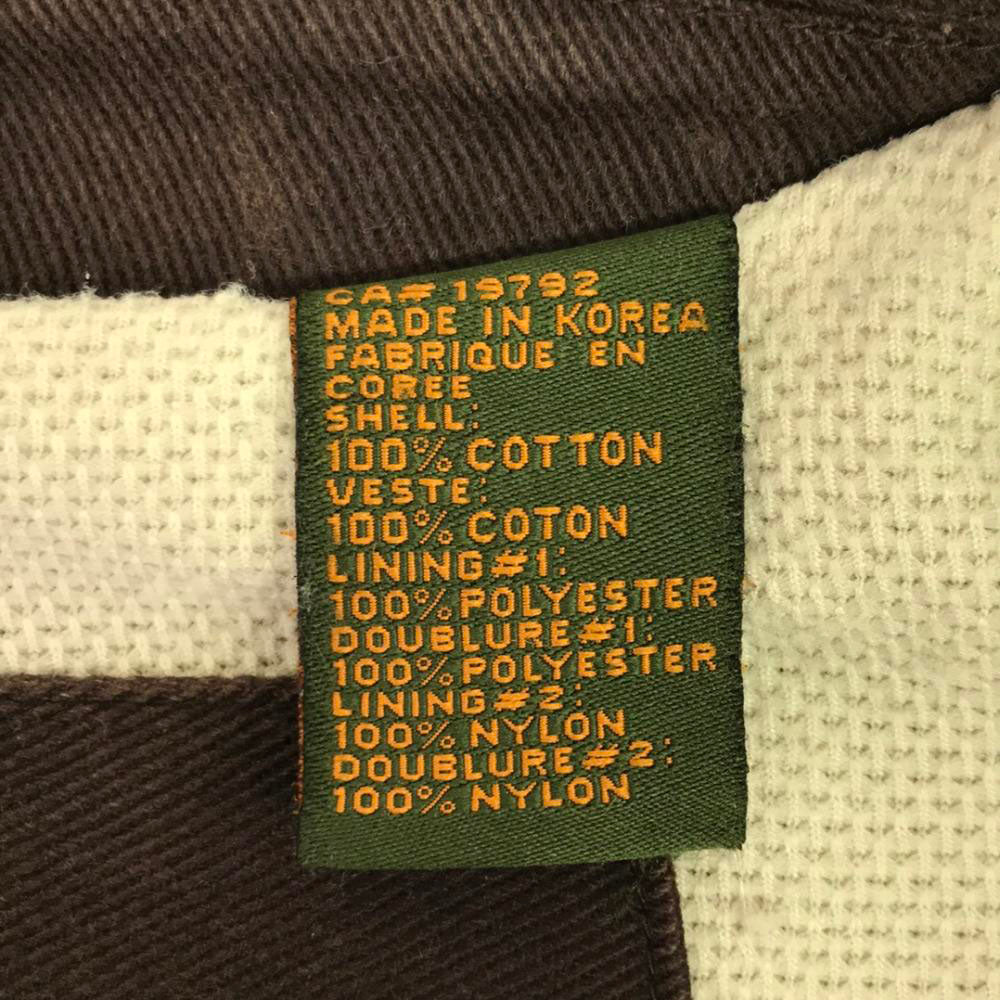 CA# 19792
MADE IN KOREA
FABRIQUE EN
COREE
SHELL:
100% COTTON
VESTE:
100% COTON
LINING#1:
100% POLYESTER
DOUBLURE#1:
100% POLYESTER
LINING#2:
100% NYLON
DOUBLURE#2:
100% NYLON